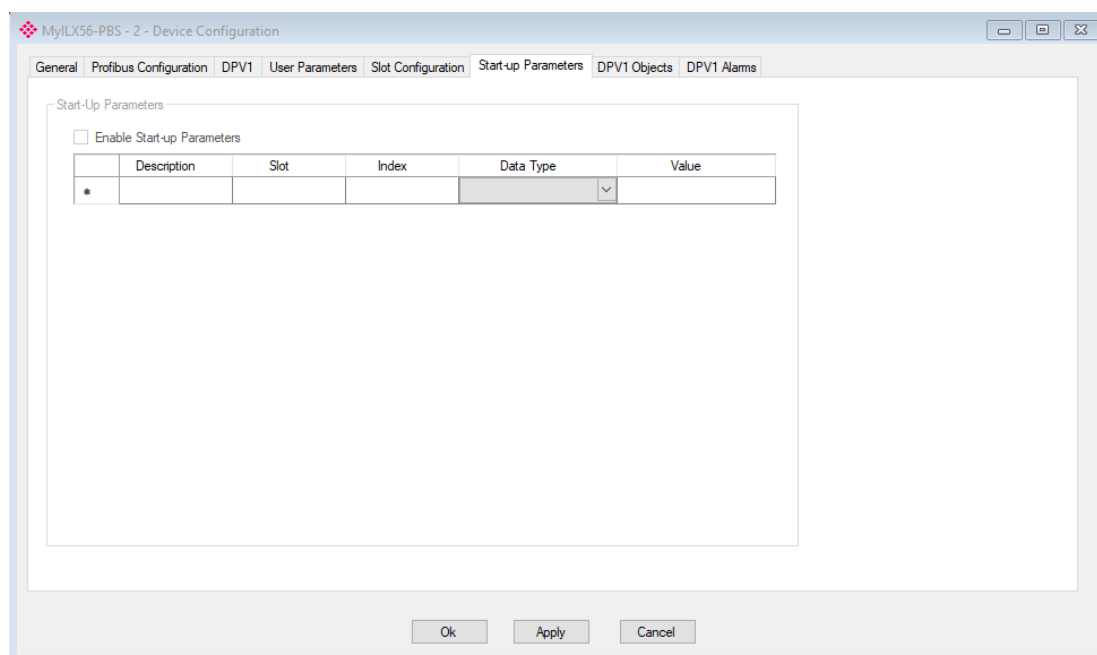 MyILX56-PBS - 2 - Device Configuration
General Profibus Configuration DPV1 User Parameters Slot Configuration Start-up Parameters DPV1 Objects DPV1 Alarms
Start-Up Parameters
Enable Start-up Parameters
Description Slot Index Data Type Value
*
Ok Apply Cancel